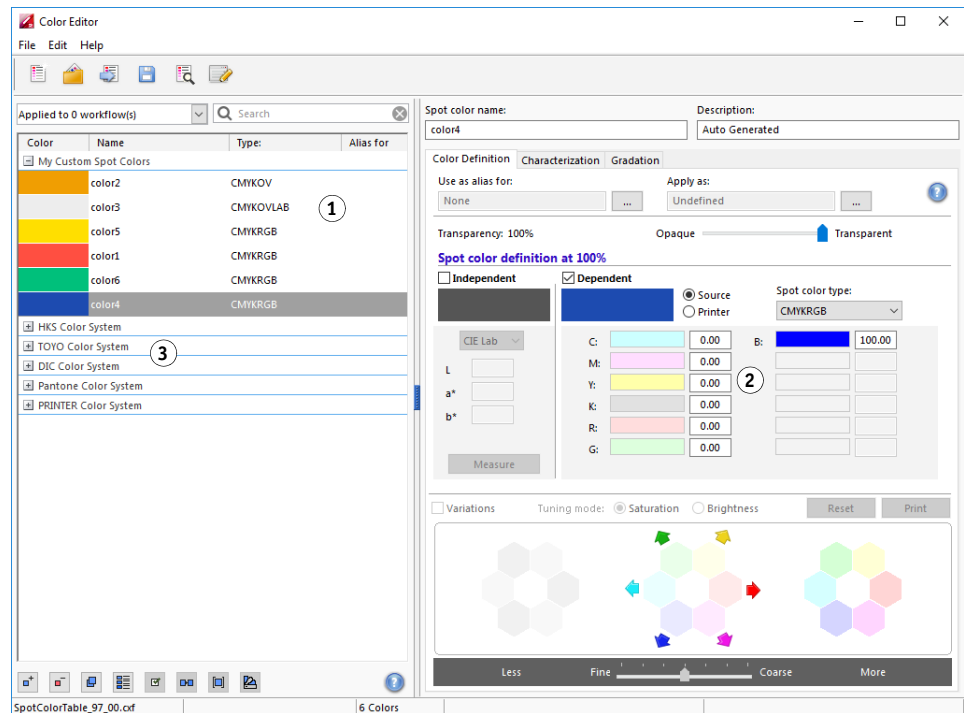 Color Editor
File Edit Help
Applied to 0 workflow(s)
Search
Color Name Type: Alias for
My Custom Spot Colors
color2 CMYKOV
color3 CMYKOVLAB
1
color5 CMYKRGB
color1 CMYKRGB
color6 CMYKRGB
color4 CMYKRGB
HKS Color System
TOYO Color System
3
DIC Color System
Pantone Color System
PRINTER Color System
SpotColorTable_97_00.cxf
6 Colors
Spot color name: Description:
color4 Auto Generated
Color Definition Characterization Gradation
Use as alias for: Apply as:
None ... Undefined ...
?
Transparency: 100% Opaque Transparent
Spot color definition at 100%
Independent Dependent
Source
Printer
Spot color type:
CMYKRGB
CIE Lab
L
a*
b*
Measure
C: 0.00 B: 100.00
M: 0.00
Y: 0.00
2
K: 0.00
R: 0.00
G: 0.00
Variations Tuning mode: Saturation Brightness Reset Print
Less Fine Coarse More
?